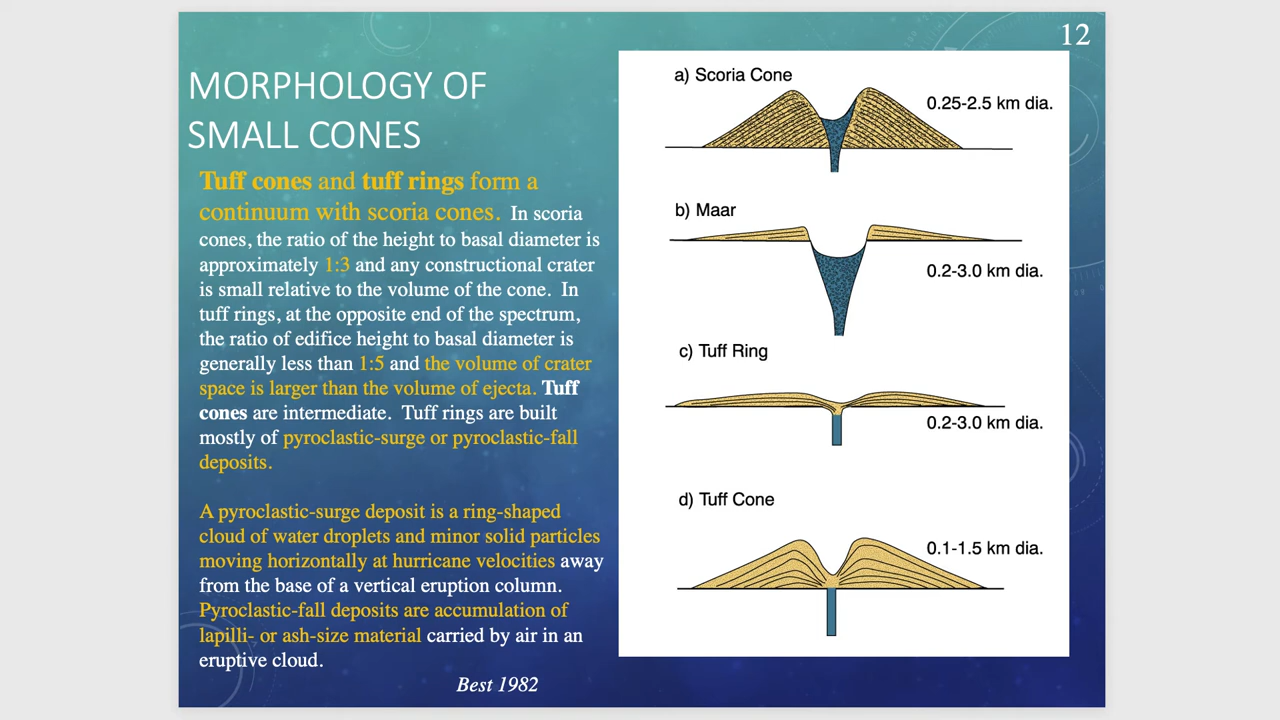 12
MORPHOLOGY OF
SMALL CONES
Tuff cones and tuff rings form a
continuum with scoria cones. In scoria
cones, the ratio of the height to basal diameter is
approximately 1:3 and any constructional crater
is small relative to the volume of the cone. In
tuff rings, at the opposite end of the spectrum,
the ratio of edifice height to basal diameter is
generally less than 1:5 and the volume of crater
space is larger than the volume of ejecta. Tuff
cones are intermediate. Tuff rings are built
mostly of pyroclastic-surge or pyroclastic-fall
deposits.
A pyroclastic-surge deposit is a ring-shaped
cloud of water droplets and minor solid particles
moving horizontally at hurricane velocities away
from the base of a vertical eruption column.
Pyroclastic-fall deposits are accumulation of
lapilli- or ash-size material carried by air in an
eruptive cloud.
Best 1982
a) Scoria Cone
0.25-2.5 km dia.
b) Maar
0.2-3.0 km dia.
c) Tuff Ring
0.2-3.0 km dia.
d) Tuff Cone
0.1-1.5 km dia.